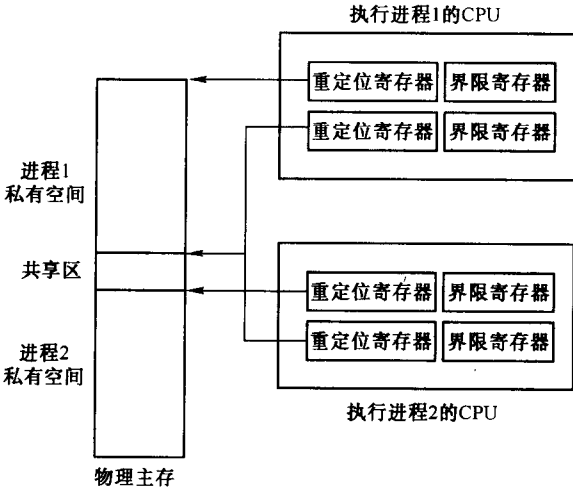 执行进程1的CPU
重定位寄存器 界限寄存器
重定位寄存器 界限寄存器
进程1
私有空间
共享区
重定位寄存器 界限寄存器
重定位寄存器 界限寄存器
进程2
私有空间
执行进程2的CPU
物理主存